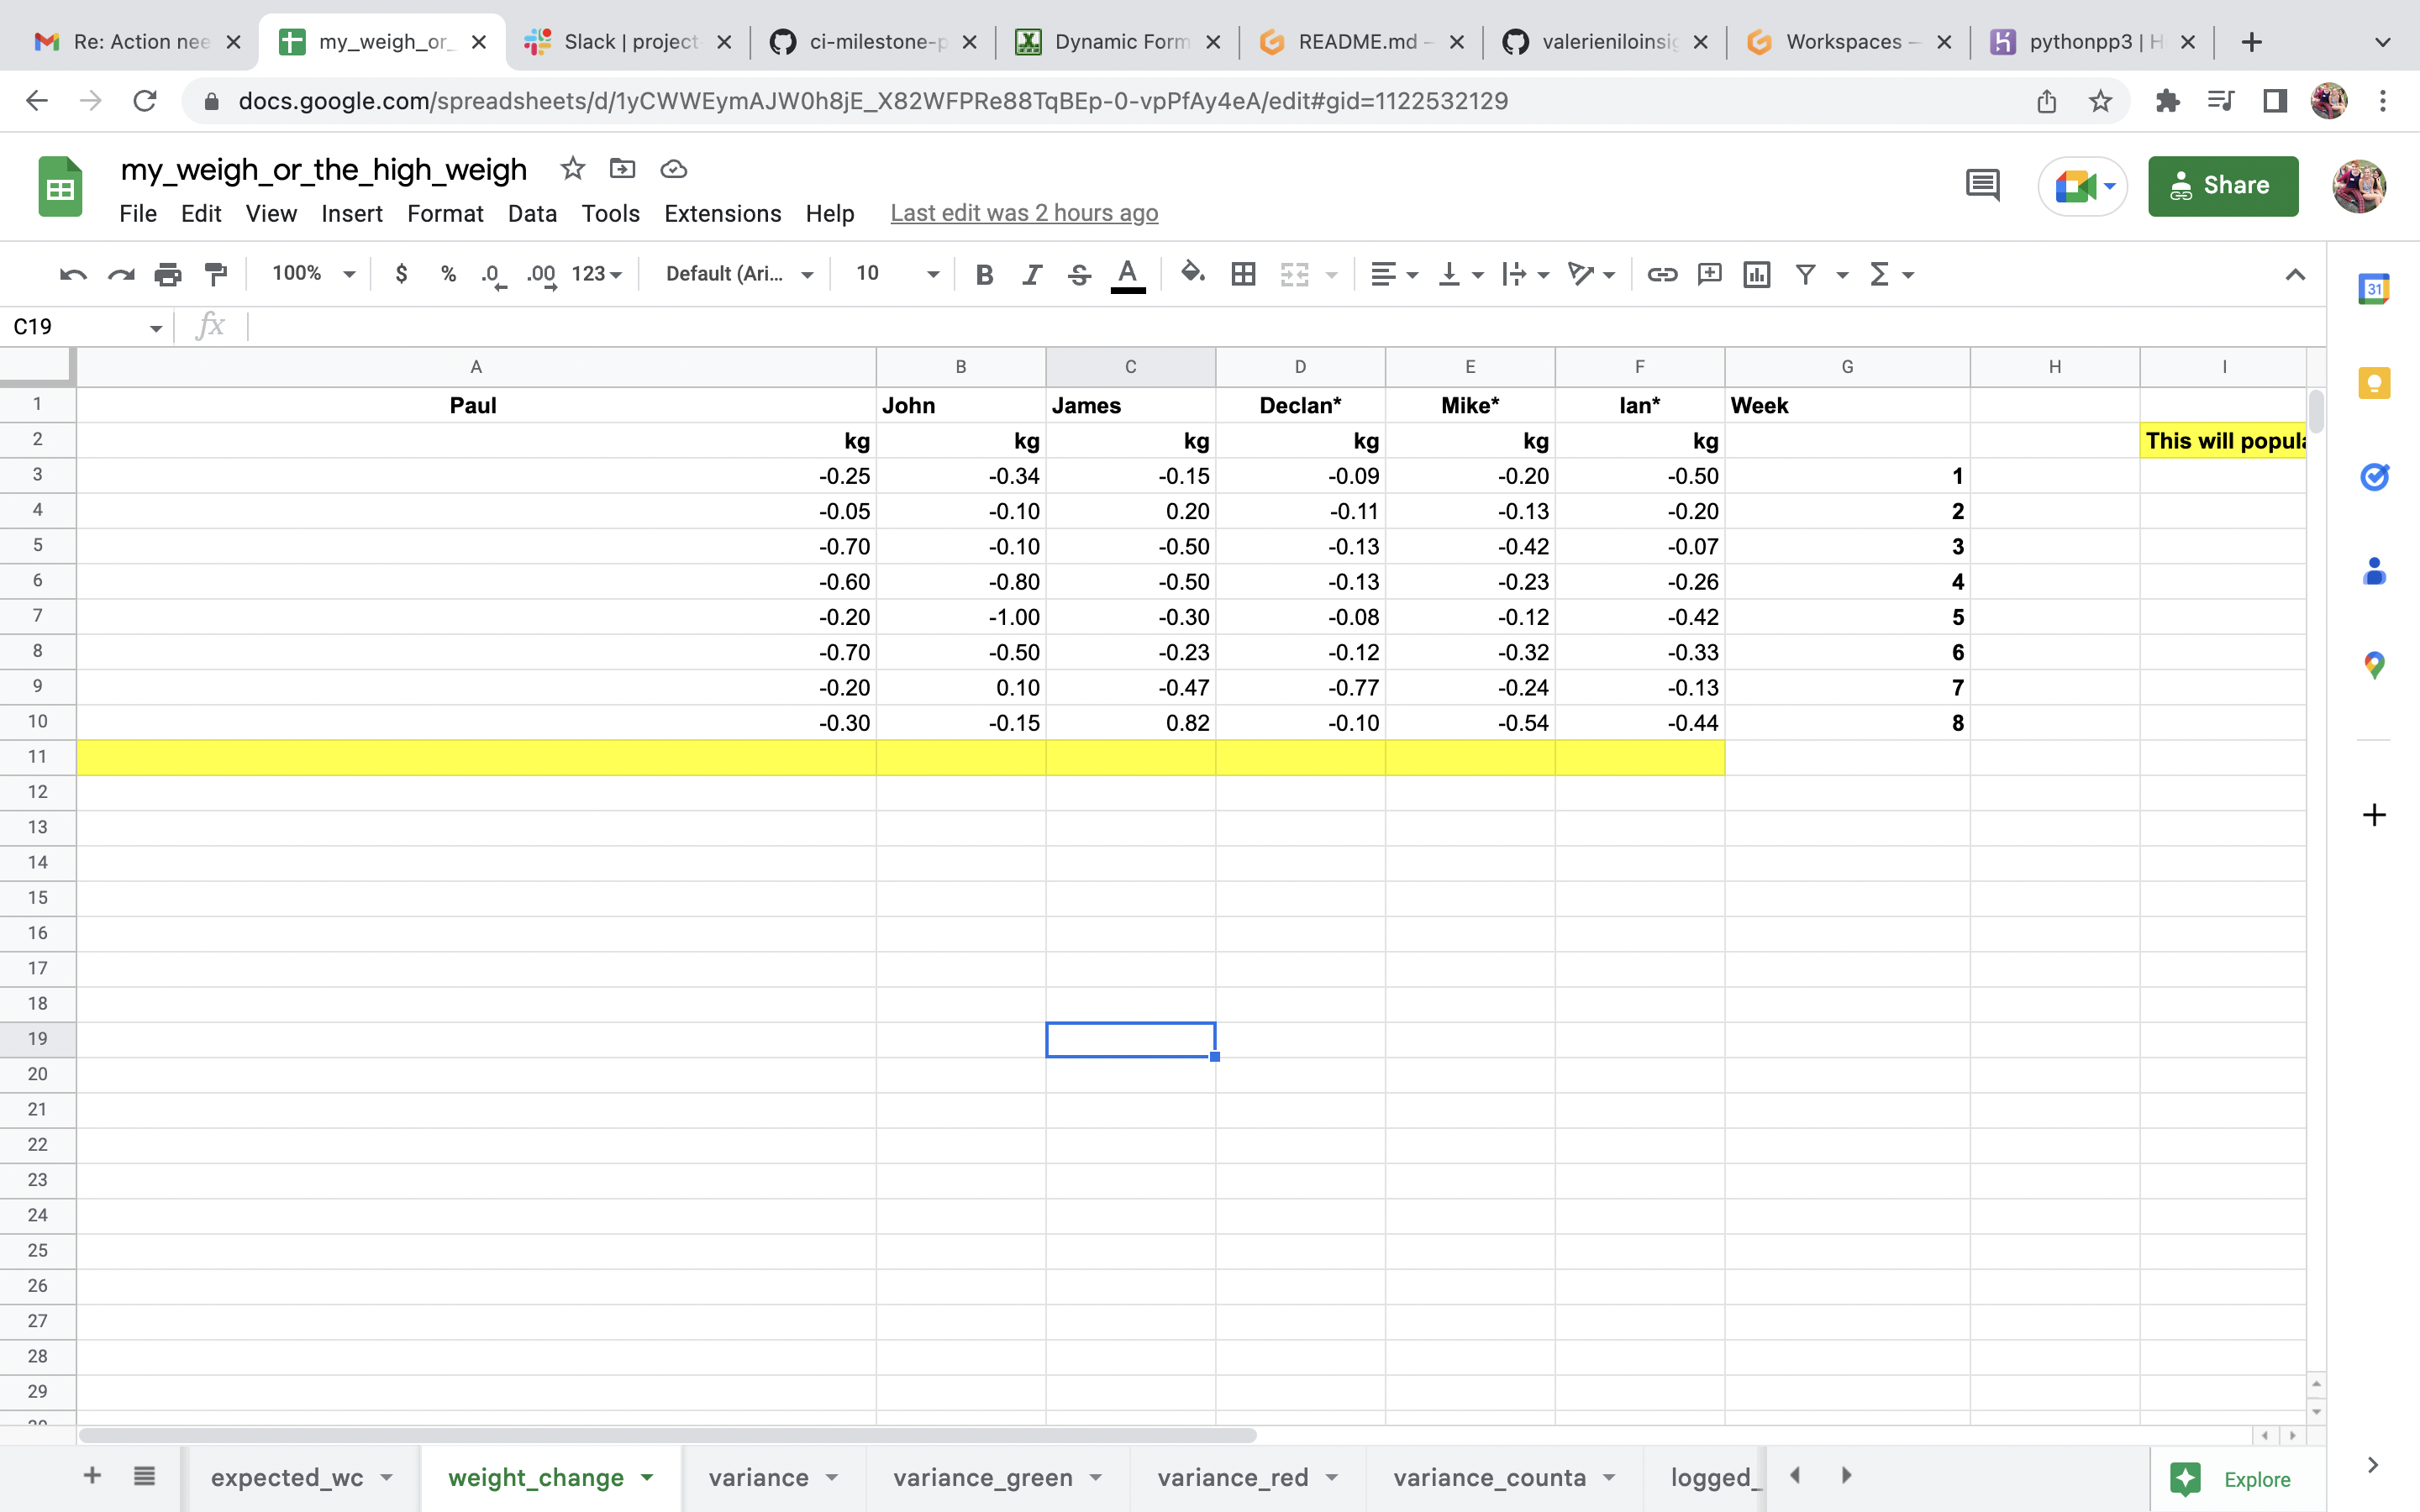 Re: Action nee
my_weigh_or_
Slack | project-
ci-milestone-p
Dynamic Form
README.md –
valerieniloinsig
Workspaces –
pythonpp3 | H
docs.google.com/spreadsheets/d/1yCWWEymAJW0h8jE_X82WFPRe88TqBEp-0-vpPfAy4eA/edit#gid=1122532129
my_weigh_or_the_high_weigh
File Edit View Insert Format Data Tools Extensions Help Last edit was 2 hours ago
Share
100% $ % .0 .00 123 Default (Ari... 10 B I S A Σ
31
C19 fx
A B C D E F G H I
1 Paul John James Declan* Mike* Ian* Week
2 kg kg kg kg kg kg This will popula
3 -0.25 -0.34 -0.15 -0.09 -0.20 -0.50 1
4 -0.05 -0.10 0.20 -0.11 -0.13 -0.20 2
5 -0.70 -0.10 -0.50 -0.13 -0.42 -0.07 3
6 -0.60 -0.80 -0.50 -0.13 -0.23 -0.26 4
7 -0.20 -1.00 -0.30 -0.08 -0.12 -0.42 5
8 -0.70 -0.50 -0.23 -0.12 -0.32 -0.33 6
9 -0.20 0.10 -0.47 -0.77 -0.24 -0.13 7
10 -0.30 -0.15 0.82 -0.10 -0.54 -0.44 8
11
12
13
14
15
16
17
18
19
20
21
22
23
24
25
26
27
28
29
expected_wc weight_change variance variance_green variance_red variance_counta logged_ Explore